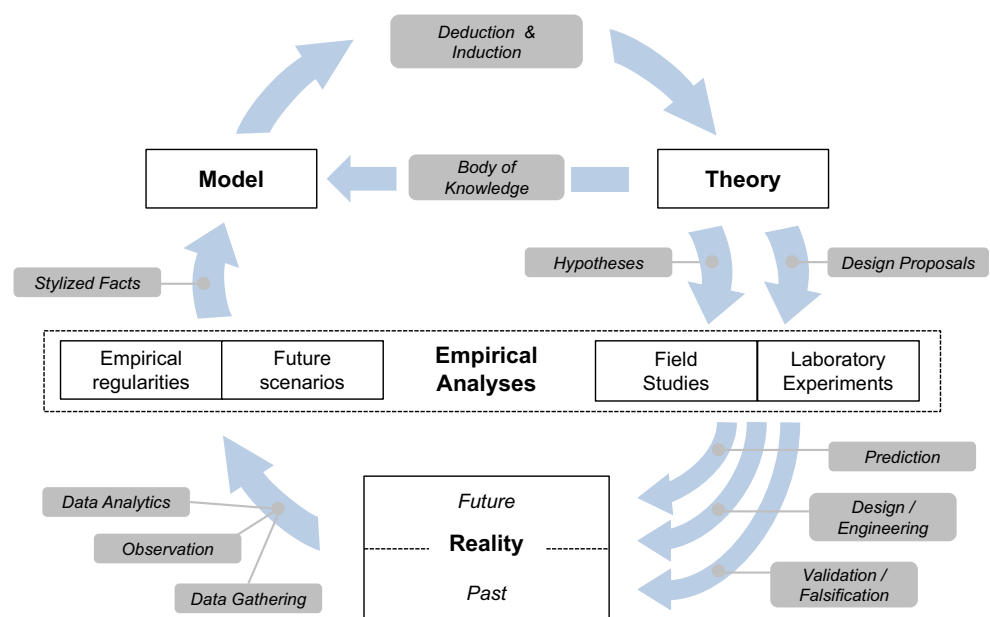 Deduction &
Induction
Model
Body of
Knowledge
Theory
Stylized Facts
Hypotheses
Design Proposals
Empirical
regularities
Future
scenarios
Empirical
Analyses
Field
Studies
Laboratory
Experiments
Prediction
Data Analytics
Future
Design /
Engineering
Observation
Reality
Data Gathering
Past
Validation /
Falsification